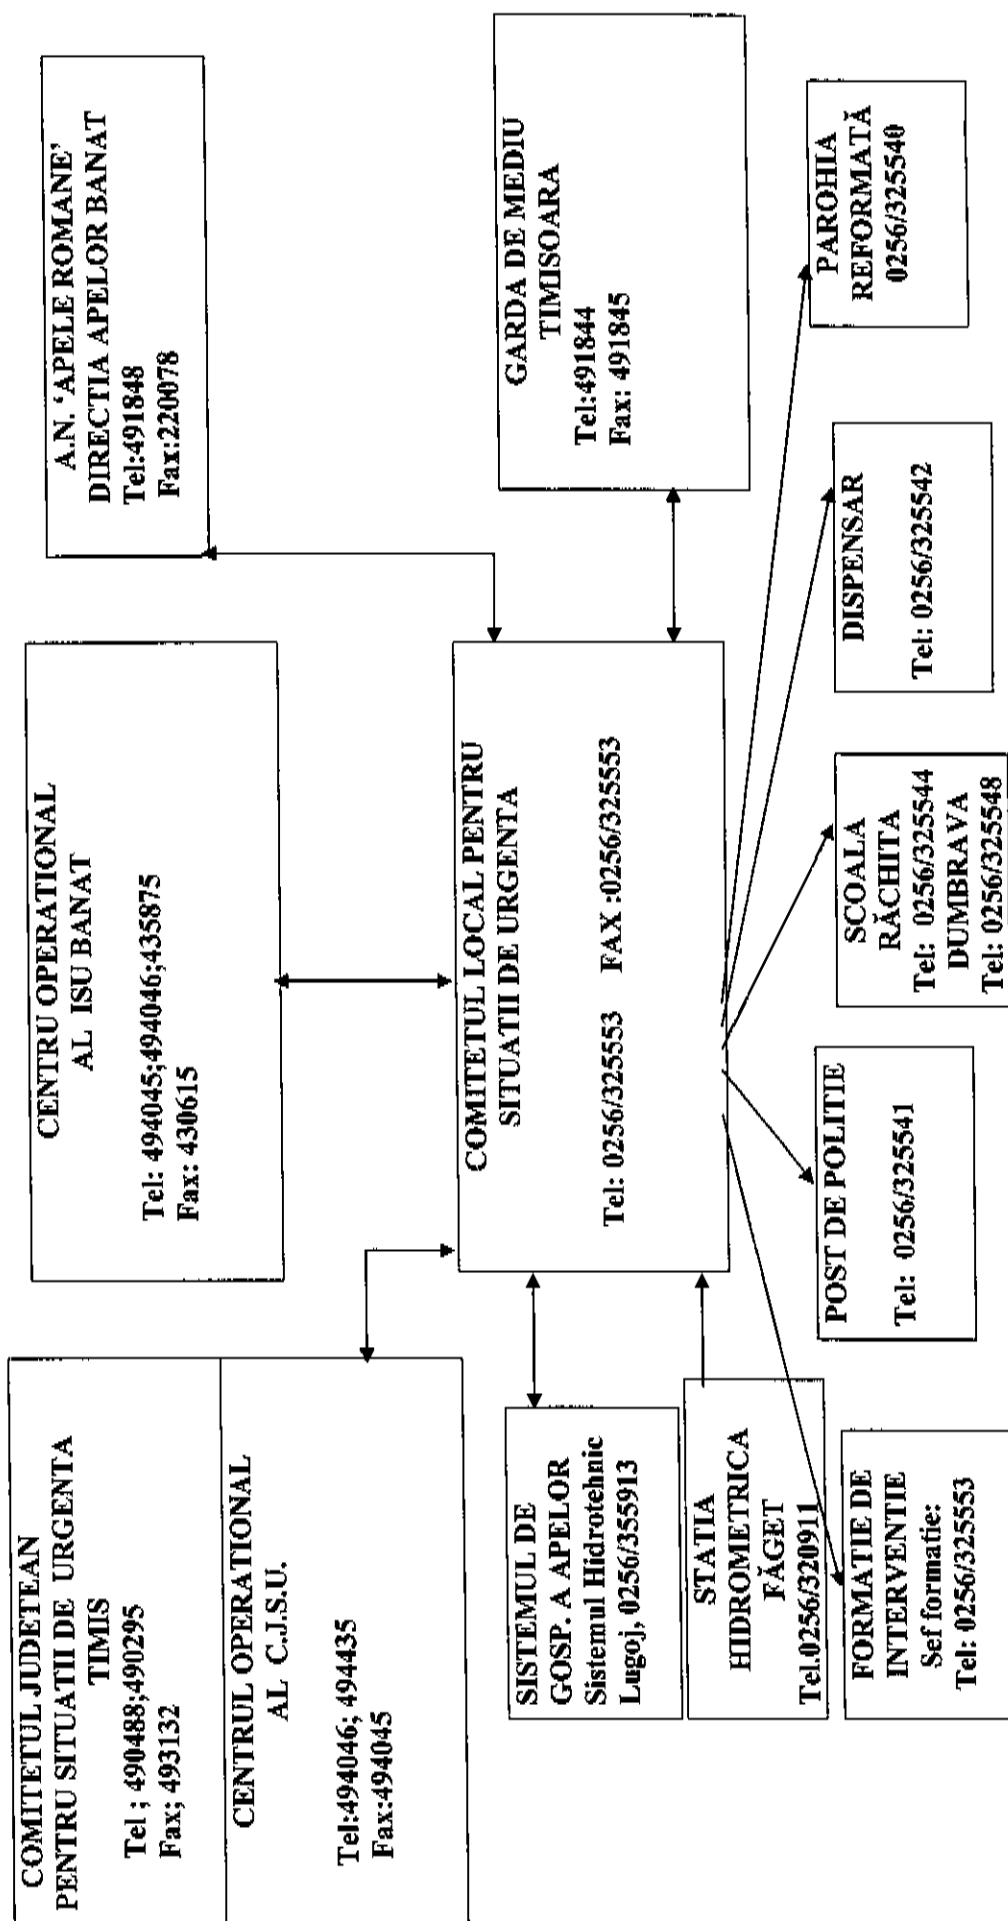 COMITETUL JUDETEAN
PENTRU SITUATII DE URGENTA
TIMIS
Tel ; 490488;490295
Fax; 493132
CENTRUL OPERATIONAL
AL C.J.S.U.
Tel:494046; 494435
Fax:494045
CENTRU OPERATIONAL
AL ISU BANAT
Tel: 494045;494046;435875
Fax: 430615
A.N. ‘APELE ROMANE’
DIRECTIA APELOR BANAT
Tel:491848
Fax:220078
SISTEMUL DE
GOSP. A APELOR
Sistemul Hidrotehnic
Lugoj, 0256/355913
COMITETUL LOCAL PENTRU
SITUATII DE URGENTA
Tel: 0256/325553 FAX :0256/325553
GARDA DE MEDIU
TIMISOARA
Tel:491844
Fax: 491845
STATIA
HIDROMETRICA
FĂGET
Tel.0256/320911
FORMATIE DE
INTERVENTIE
Sef formatie:
Tel: 0256/325553
POST DE POLITIE
Tel: 0256/325541
SCOALA
RĂCHITA
Tel: 0256/325544
DUMBRAVA
Tel: 0256/325548
DISPENSAR
Tel: 0256/325542
PAROHIA
REFORMATĂ
0256/325540